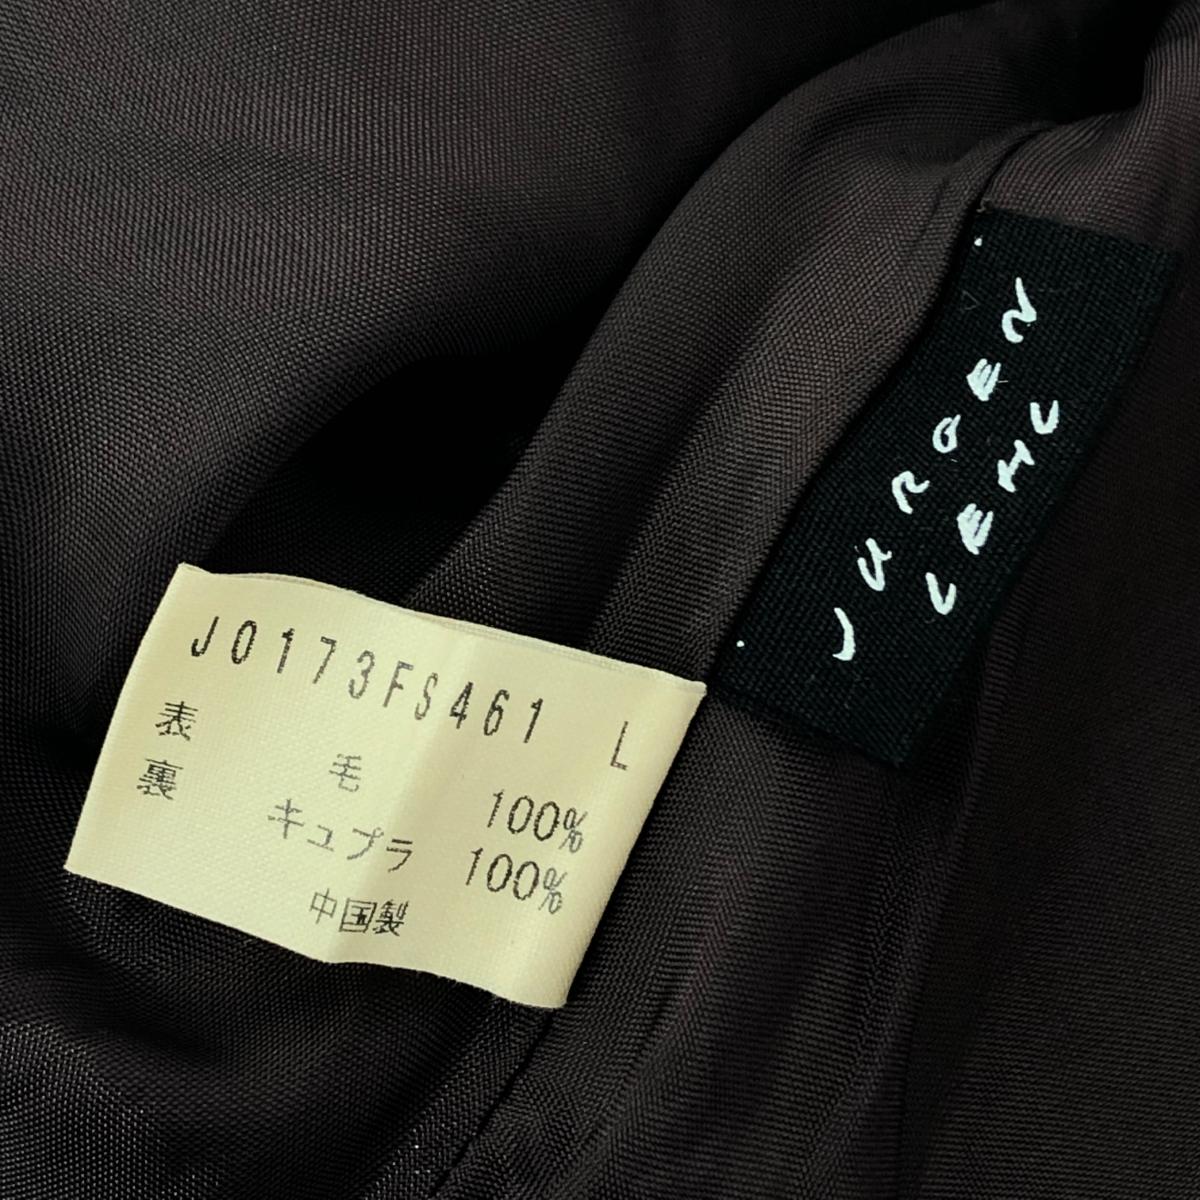 JURGEN
LEHL
J0173FS461 L
表 毛 100%
裏 キュプラ 100%
中国製